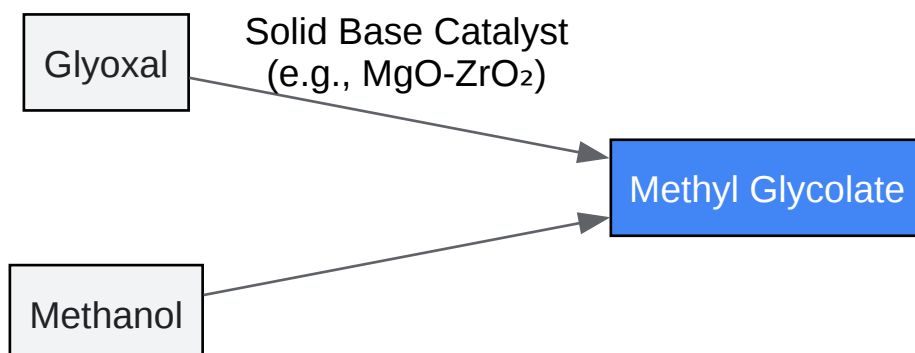 Glyoxal
Solid Base Catalyst
(e.g., MgO-ZrO₂)
Methyl Glycolate
Methanol